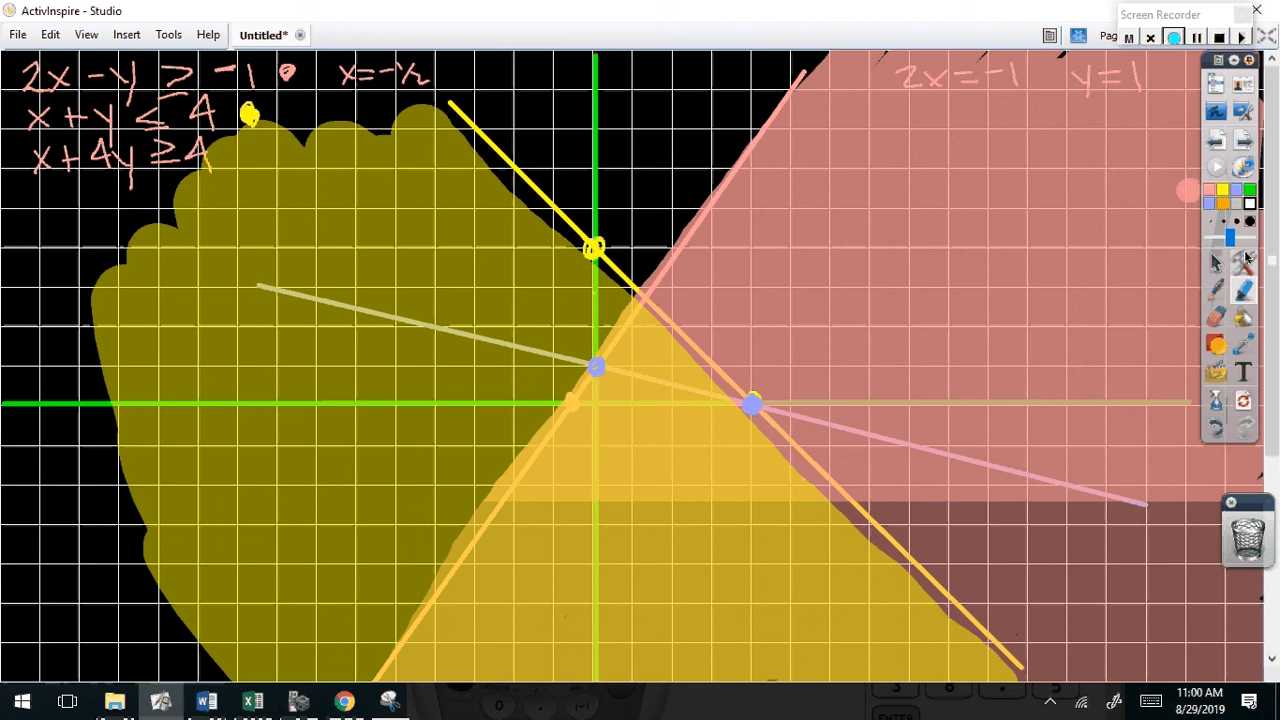 ActivInspire - Studio
Screen Recorder
File Edit View Insert Tools Help Untitled* Pag
M
2x - y ≥ -1 x = -1/2 2x = -1 y = 1
x + y ≤ 4
x + 4y ≥ 4
T
11:00 AM
8/29/2019